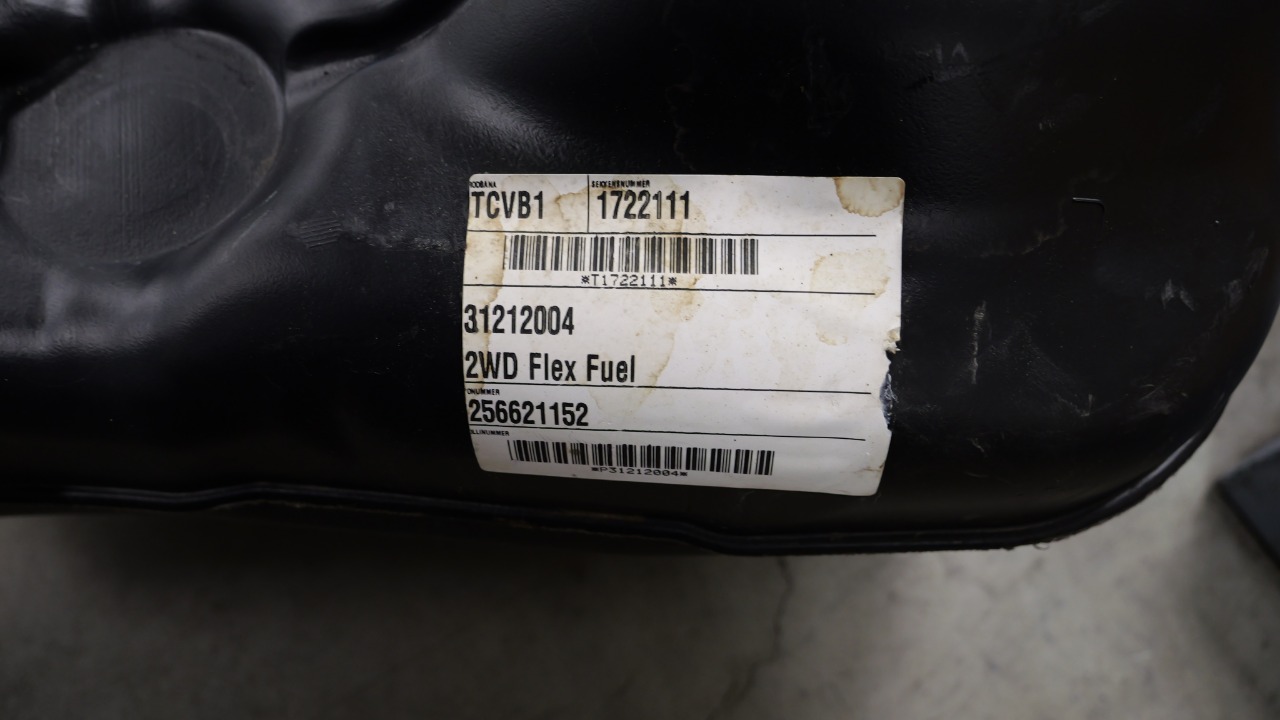 TCVB1 1722111
*T1722111*
31212004
2WD Flex Fuel
256621152
*P31212004*